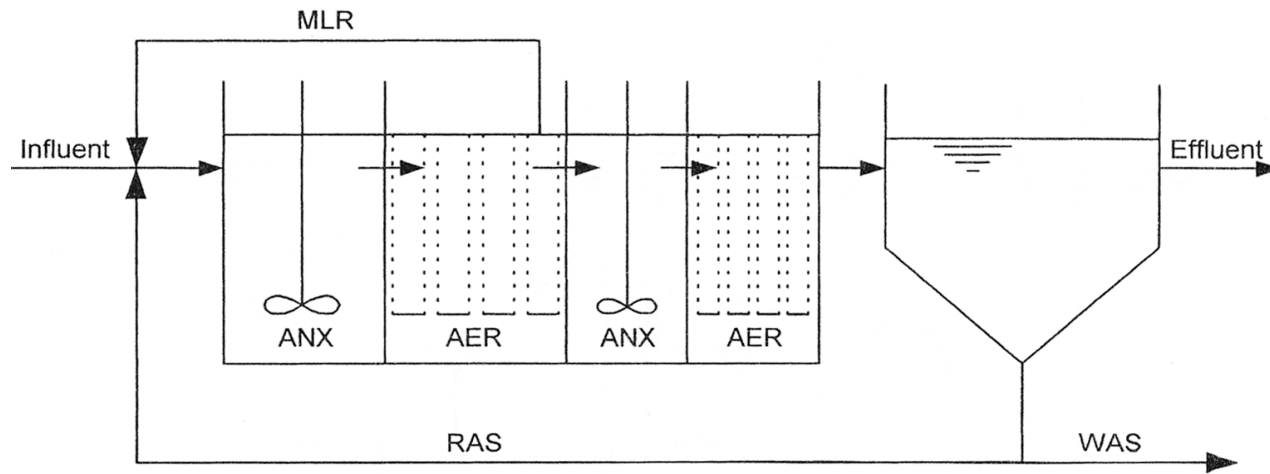 MLR
Influent
Effluent
ANX
AER
ANX
AER
RAS
WAS